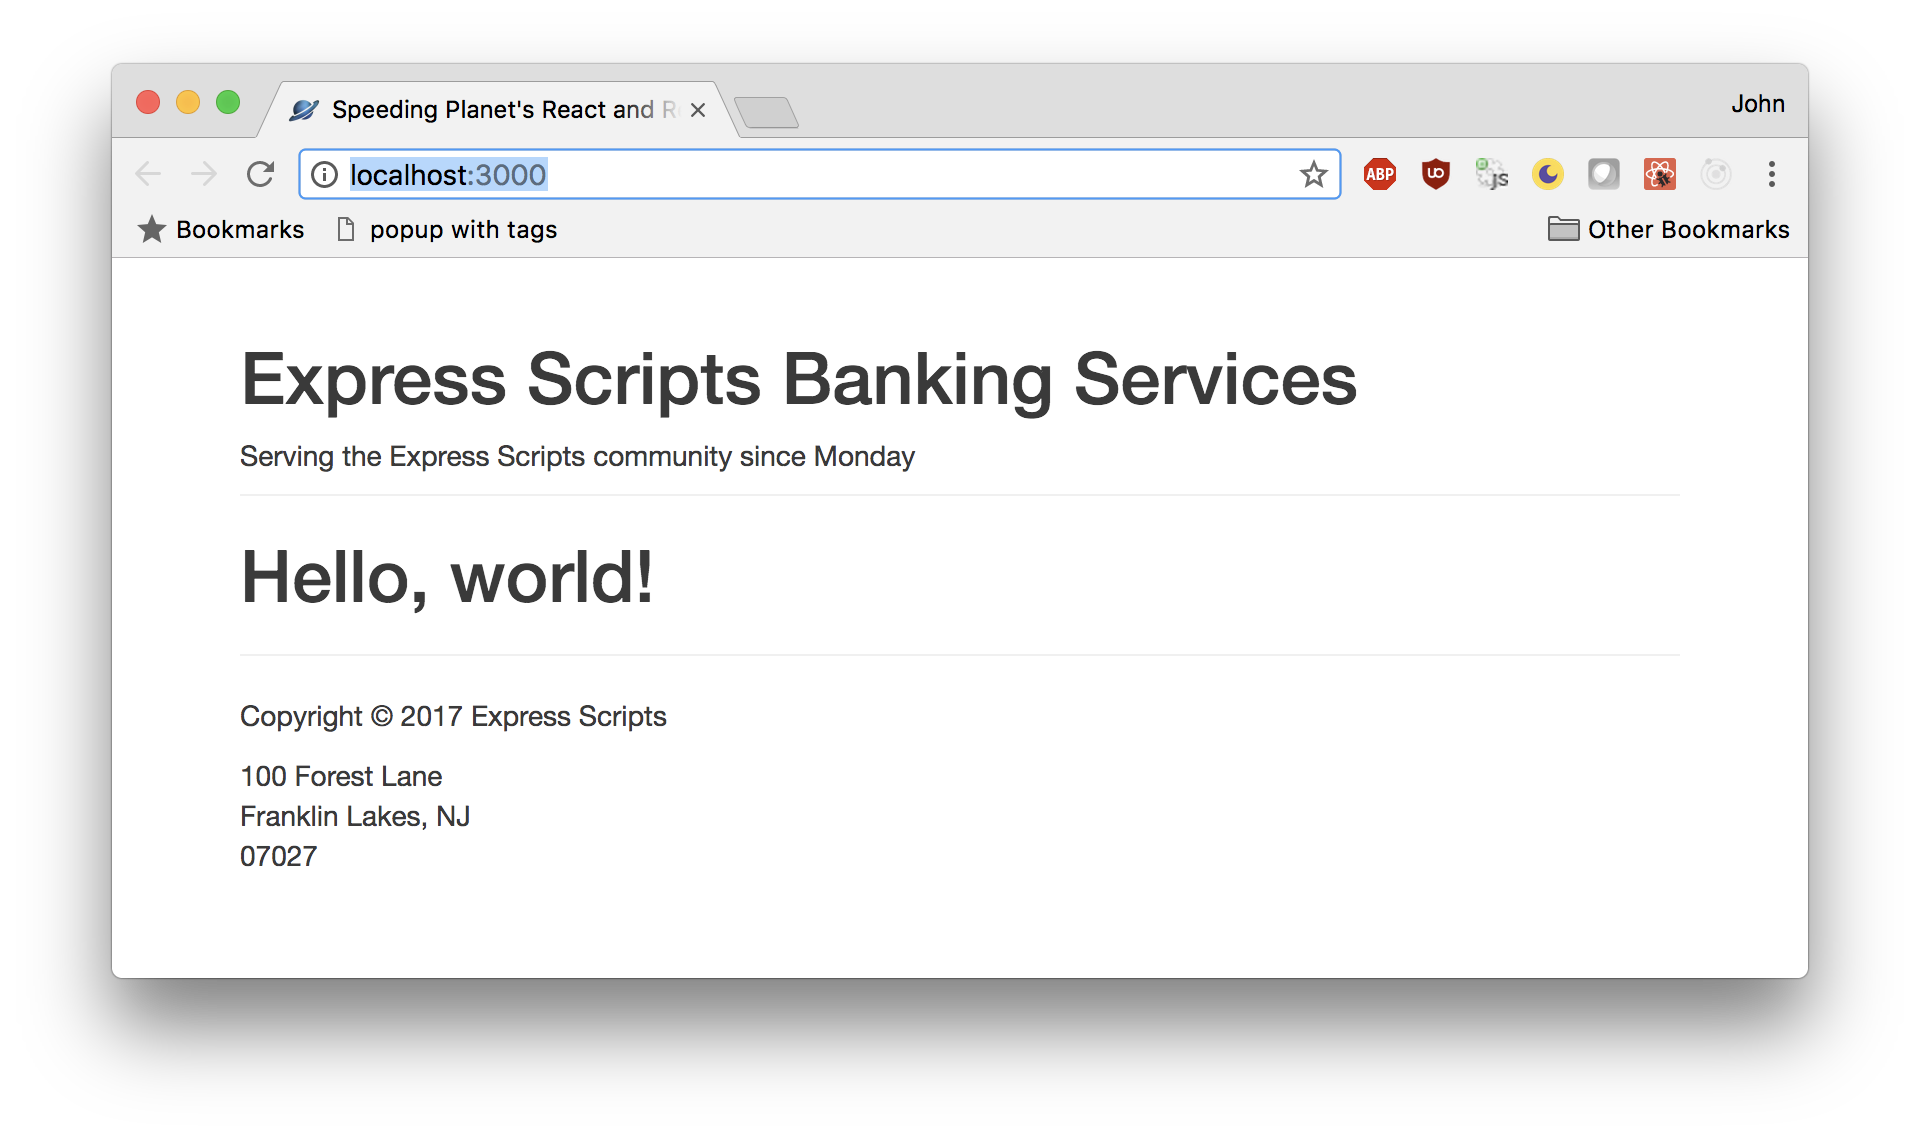 Speeding Planet's React and
John
localhost:3000
ABP
UO
JS
Bookmarks
popup with tags
Other Bookmarks
Express Scripts Banking Services
Serving the Express Scripts community since Monday
Hello, world!
Copyright © 2017 Express Scripts
100 Forest Lane
Franklin Lakes, NJ
07027